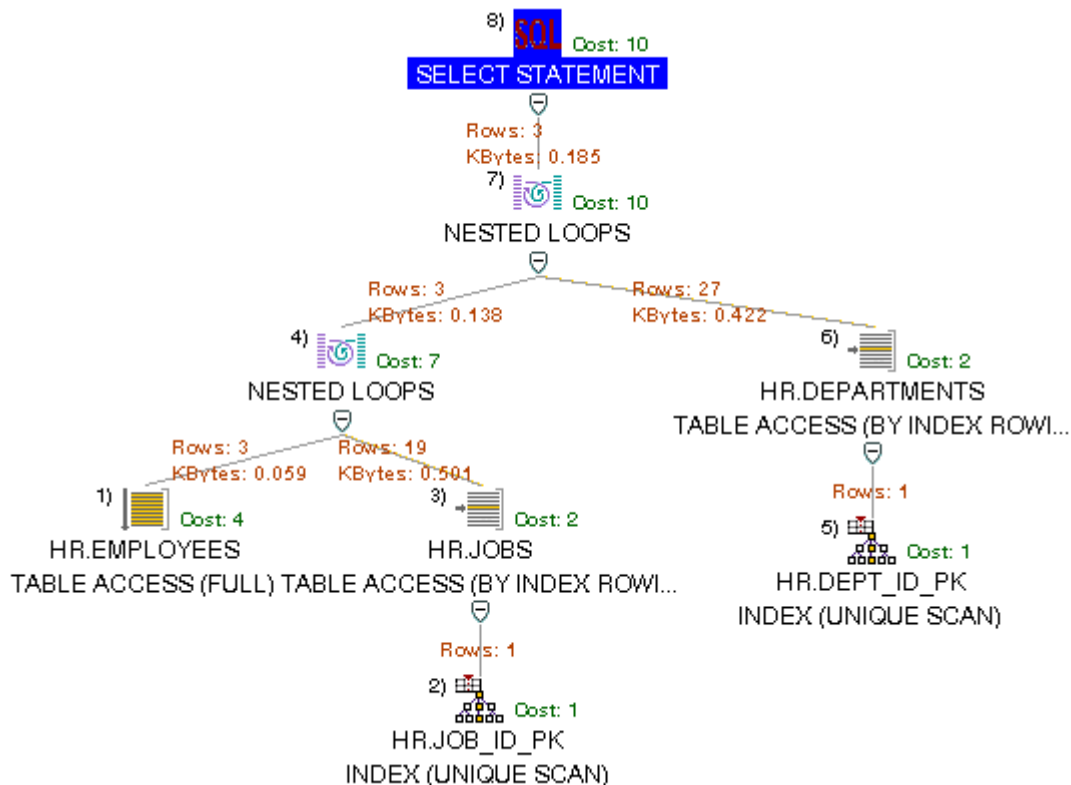 8) SQL Cost: 10
SELECT STATEMENT
Rows: 3
KBytes: 0.185
7) Cost: 10
NESTED LOOPS
Rows: 3 Rows: 27
KBytes: 0.138 KBytes: 0.422
4) Cost: 7 6) Cost: 2
NESTED LOOPS HR.DEPARTMENTS
TABLE ACCESS (BY INDEX ROWI...
Rows: 3 Rows: 19
KBytes: 0.059 KBytes: 0.501
Rows: 1
1) Cost: 4 3) Cost: 2 5) Cost: 1
HR.EMPLOYEES HR.JOBS
TABLE ACCESS (FULL) TABLE ACCESS (BY INDEX ROWI...
HR.DEPT_ID_PK
INDEX (UNIQUE SCAN)
Rows: 1
2) Cost: 1
HR.JOB_ID_PK
INDEX (UNIQUE SCAN)